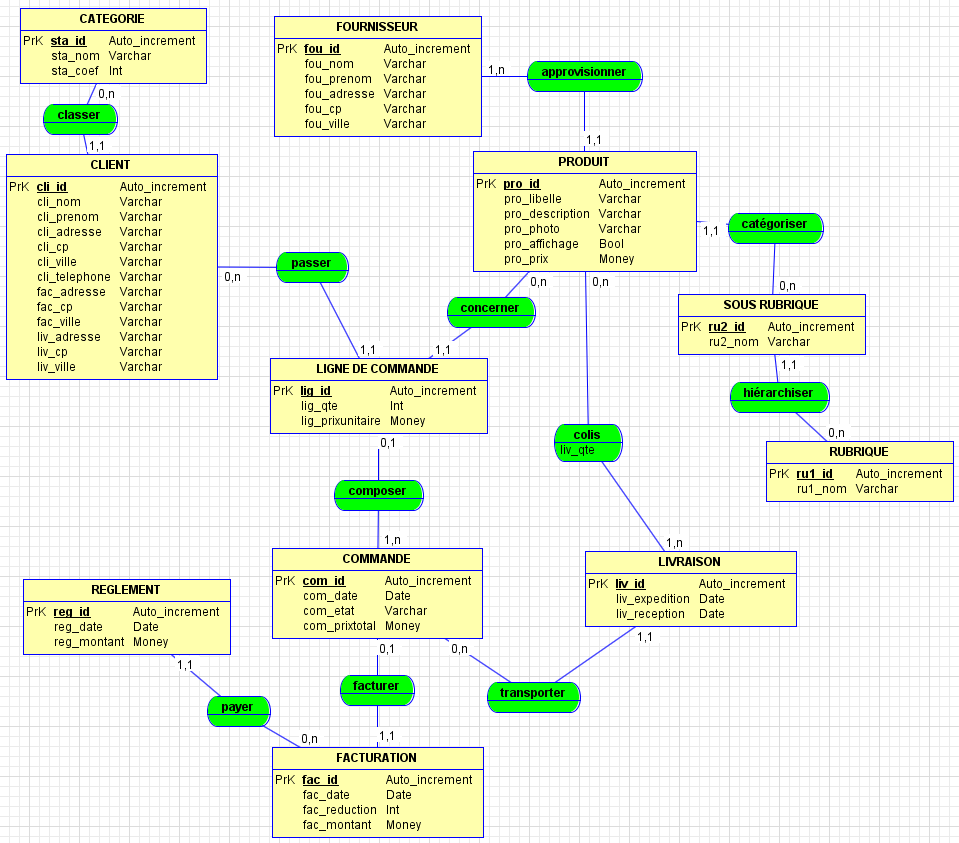 CATEGORIE
PrK sta_id Auto_increment
sta_nom Varchar
sta_coef Int
0,n
classer
1,1
CLIENT
PrK cli_id Auto_increment
cli_nom Varchar
cli_prenom Varchar
cli_adresse Varchar
cli_cp Varchar
cli_ville Varchar
cli_telephone Varchar
fac_adresse Varchar
fac_cp Varchar
fac_ville Varchar
liv_adresse Varchar
liv_cp Varchar
liv_ville Varchar
FOURNISSEUR
PrK fou_id Auto_increment
fou_nom Varchar
fou_prenom Varchar
fou_adresse Varchar
fou_cp Varchar
fou_ville Varchar
1,n
approvisionner
1,1
PRODUIT
PrK pro_id Auto_increment
pro_libelle Varchar
pro_description Varchar
pro_photo Varchar
pro_affichage Bool
pro_prix Money
1,1
catégoriser
0,n
SOUS RUBRIQUE
PrK ru2_id Auto_increment
ru2_nom Varchar
1,1
hiérarchiser
0,n
RUBRIQUE
PrK ru1_id Auto_increment
ru1_nom Varchar
0,n
passer
1,1
0,n
concerner
1,1
LIGNE DE COMMANDE
PrK lig_id Auto_increment
lig_qte Int
lig_prixunitaire Money
0,1
composer
1,n
COMMANDE
PrK com_id Auto_increment
com_date Date
com_etat Varchar
com_prixtotal Money
0,n
colis
liv_qte
1,n
LIVRAISON
PrK liv_id Auto_increment
liv_expedition Date
liv_reception Date
1,1
transporter
0,n
0,1
facturer
1,1
REGLEMENT
PrK reg_id Auto_increment
reg_date Date
reg_montant Money
1,1
payer
0,n
FACTURATION
PrK fac_id Auto_increment
fac_date Date
fac_reduction Int
fac_montant Money